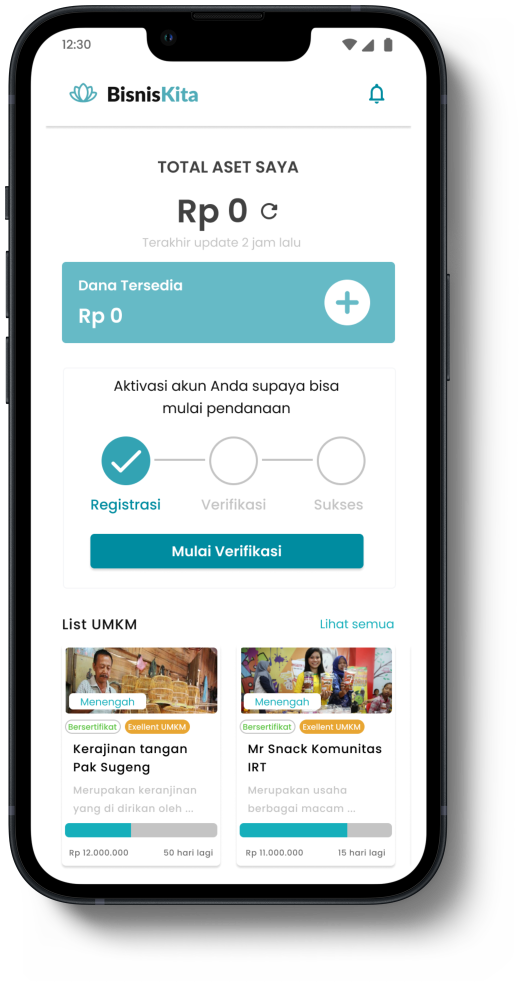 12:30
BisnisKita
TOTAL ASET SAYA
Rp 0
Terakhir update 2 jam lalu
Dana Tersedia
Rp 0
Aktivasi akun Anda supaya bisa
mulai pendanaan
Registrasi Verifikasi Sukses
Mulai Verifikasi
List UMKM Lihat semua
Menengah
Bersertifikat Exellent UMKM
Kerajinan tangan
Pak Sugeng
Merupakan keranjinan
yang di dirikan oleh ...
Rp 12.000.000 50 hari lagi
Menengah
Bersertifikat Exellent UMKM
Mr Snack Komunitas
IRT
Merupakan usaha
berbagai macam ...
Rp 11.000.000 15 hari lagi